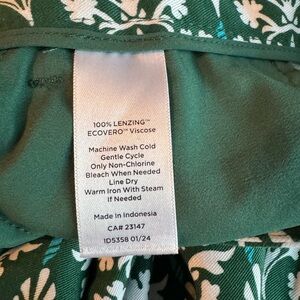 100% LENZING™
ECOVERO™ Viscose
Machine Wash Cold
Gentle Cycle
Only Non-Chlorine
Bleach When Needed
Line Dry
Warm Iron With Steam
If Needed
Made In Indonesia
CA# 23147
ID5358 01/24